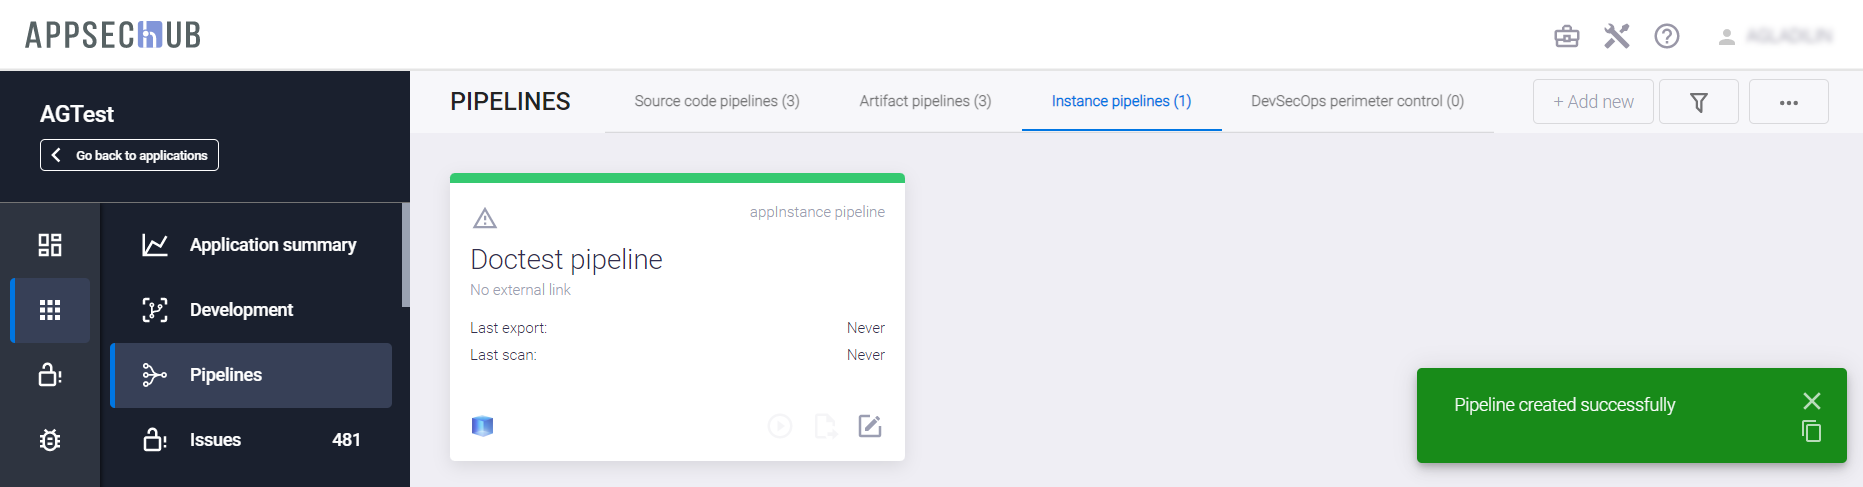 APPSECHUB
AGTest
Go back to applications
Application summary
Development
Pipelines
Issues 481
PIPELINES
Source code pipelines (3)
Artifact pipelines (3)
Instance pipelines (1)
DevSecOps perimeter control (0)
+ Add new
appInstance pipeline
Doctest pipeline
No external link
Last export: Never
Last scan: Never
Pipeline created successfully